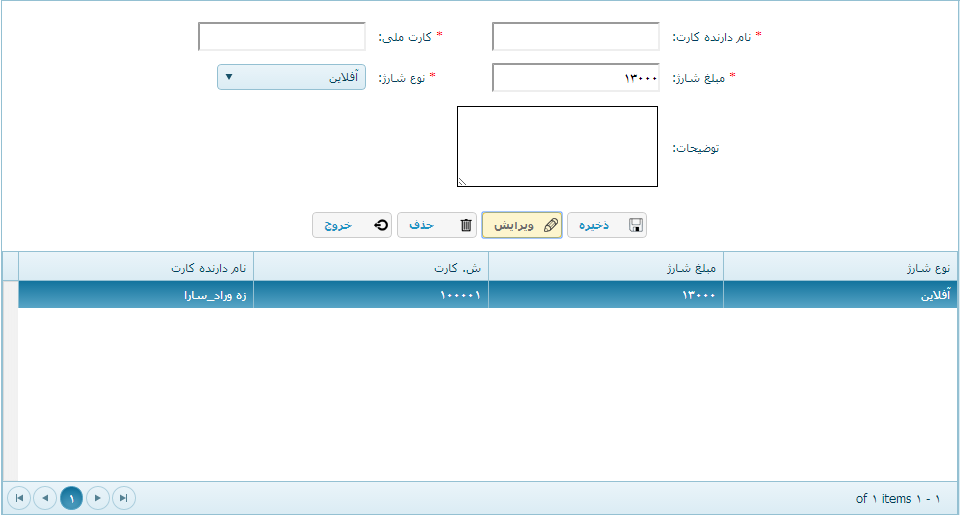 * نام دارنده کارت: * کارت ملی:
* مبلغ شارژ: ۱۳۰۰۰ * نوع شارژ: آفلاین
توضیحات:
ذخیره ویرایش حذف خروج
نوع شارژ مبلغ شارژ ش. کارت نام دارنده کارت
آفلاین ۱۳۰۰۰ ۱۰۰۰۰۱ زه وراد_سارا
۱ - ۱ of ۱ items
۱